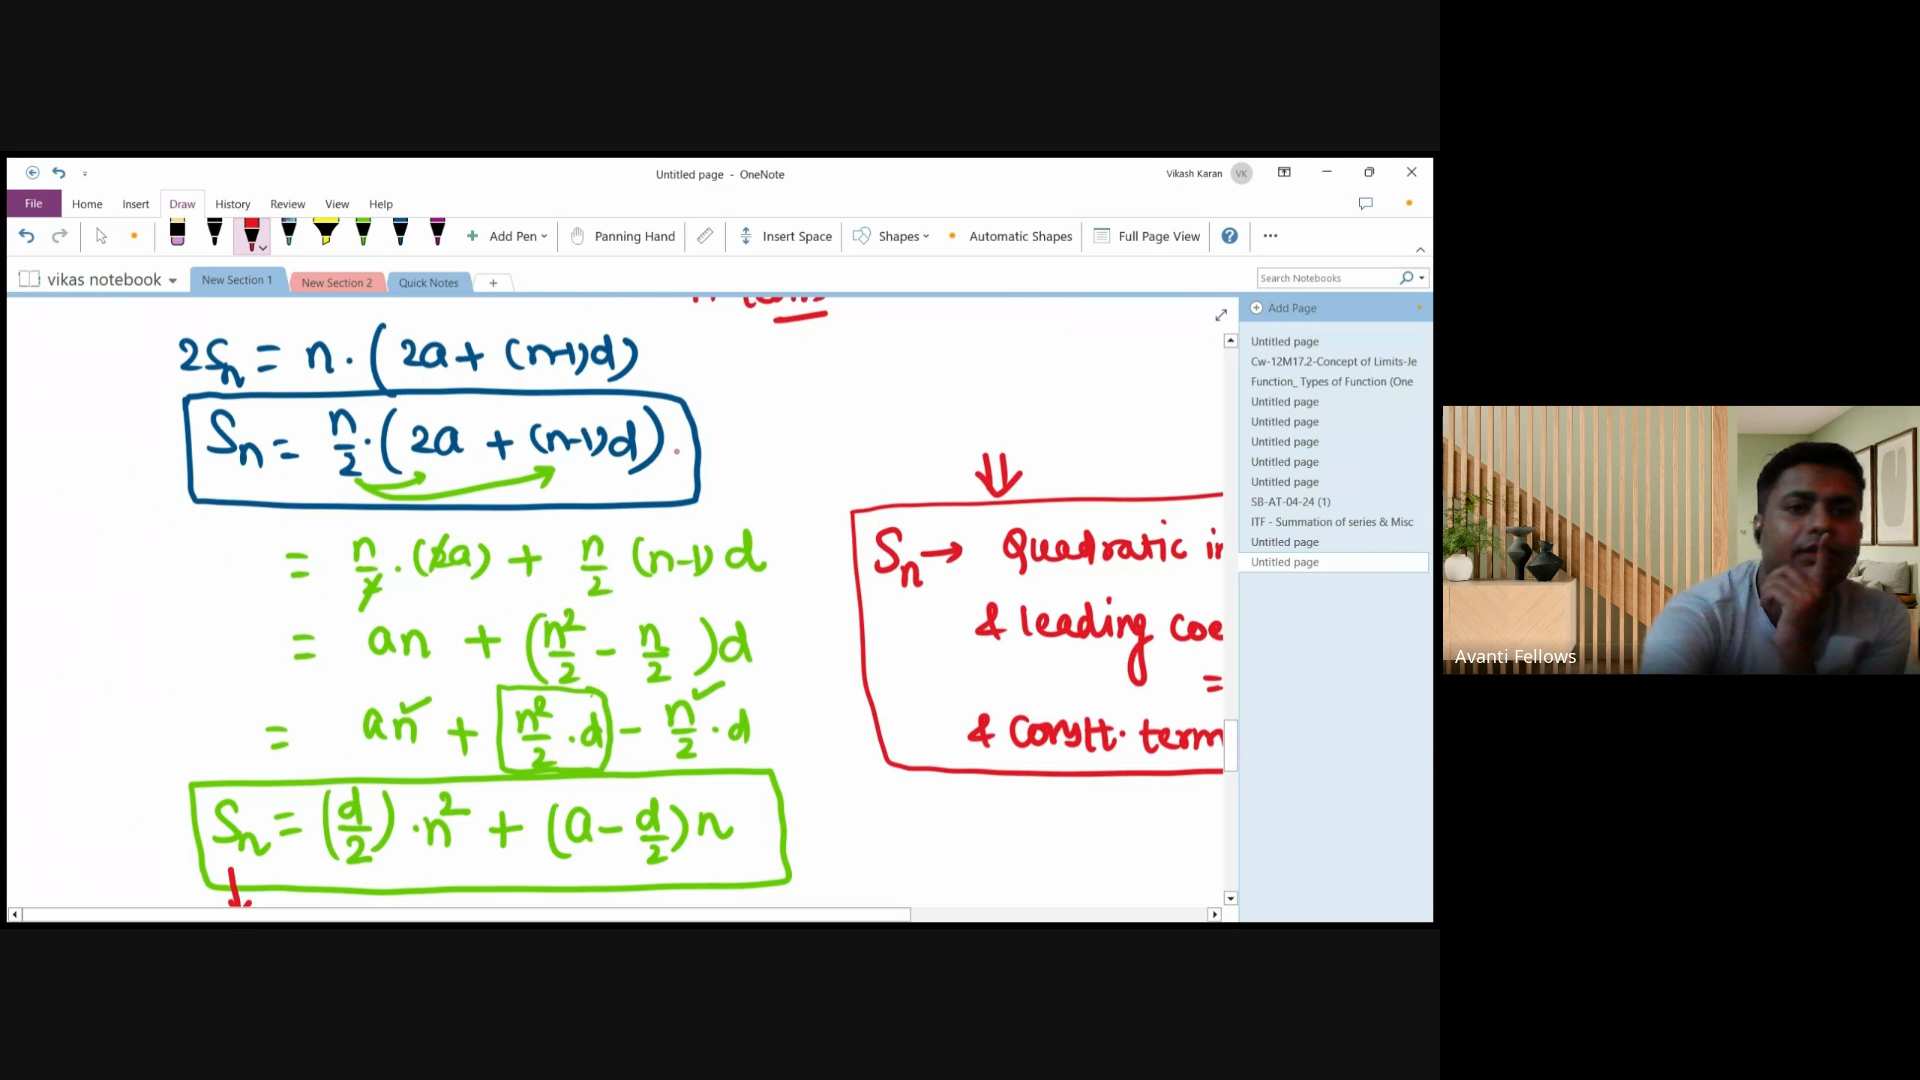 Untitled page - OneNote
Vikash Karan VK
File Home Insert Draw History Review View Help
Add Pen Panning Hand Insert Space Shapes Automatic Shapes Full Page View
vikas notebook New Section 1 New Section 2 Quick Notes
Search Notebooks
Add Page
Untitled page
Cw-12M17.2-Concept of Limits-Je
Function_ Types of Function (One
Untitled page
Untitled page
Untitled page
Untitled page
Untitled page
SB-AT-04-24 (1)
ITF - Summation of series & Misc
Untitled page
Untitled page
2Sn = n · (2a + (n-1)d)
Sn = n/2 · (2a + (n-1)d) .
= n/2 · (2a) + n/2 (n-1) d
= an + (n²/2 - n/2) d
= an + n²/2 · d - n/2 · d
Sn = (d/2) · n² + (a - d/2) n
Sn → Quadratic in
& leading coe
=
& Constt. term
Avanti Fellows